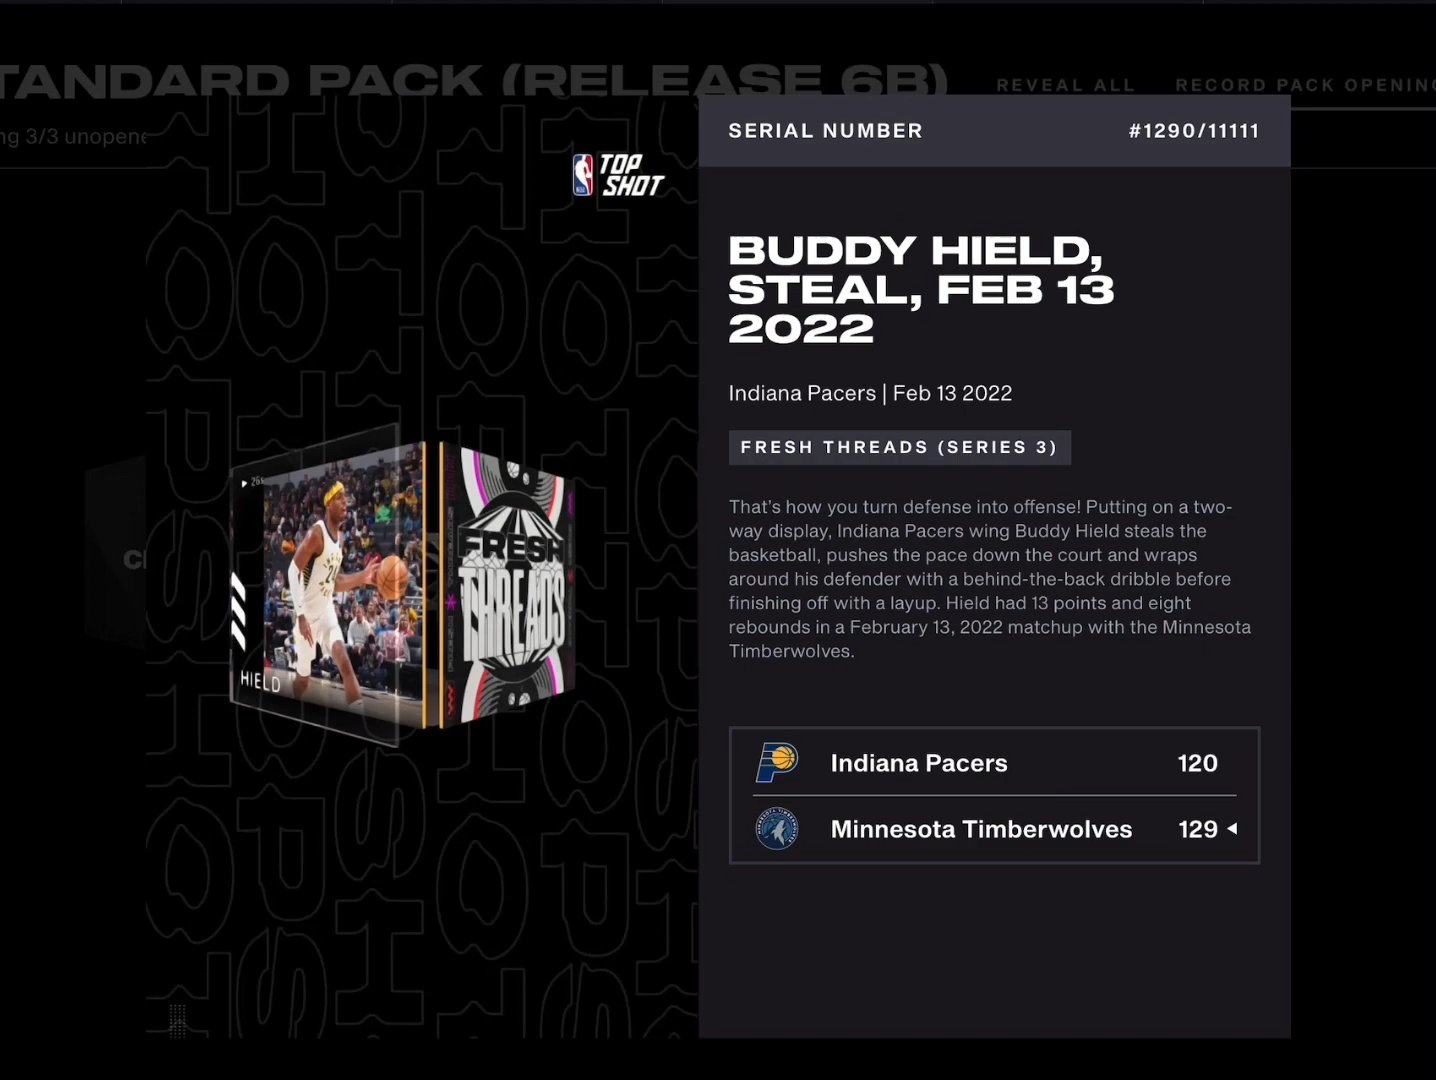 TANDARD PACK (RELEASE 6B)
REVEAL ALL
RECORD PACK OPENING
ng 3/3 unopene
TOP
SHOT
SERIAL NUMBER
#1290/11111
BUDDY HIELD,
STEAL, FEB 13
2022
Indiana Pacers | Feb 13 2022
FRESH THREADS (SERIES 3)
That’s how you turn defense into offense! Putting on a two-
way display, Indiana Pacers wing Buddy Hield steals the
basketball, pushes the pace down the court and wraps
around his defender with a behind-the-back dribble before
finishing off with a layup. Hield had 13 points and eight
rebounds in a February 13, 2022 matchup with the Minnesota
Timberwolves.
26s
HIELD
FRESH
THREADS
Indiana Pacers 120
Minnesota Timberwolves 129